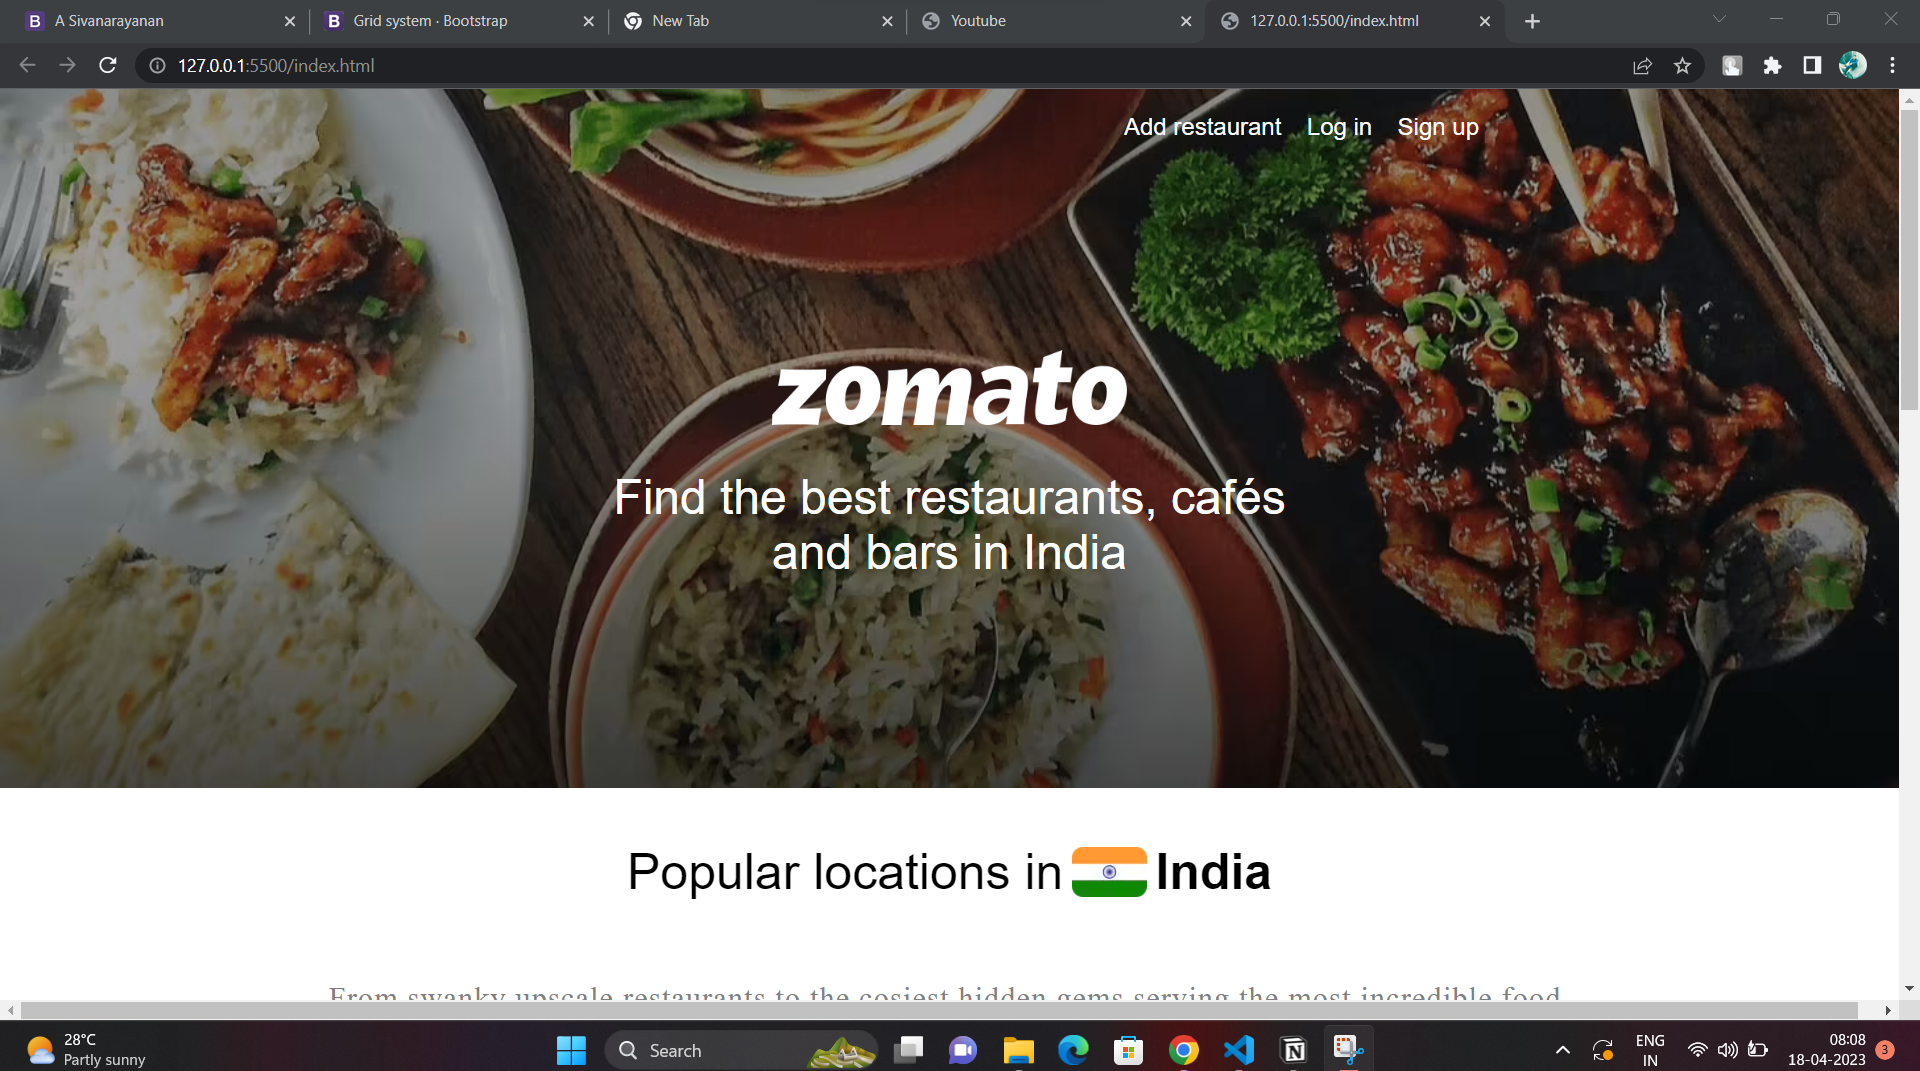 A Sivanarayanan
Grid system · Bootstrap
New Tab
Youtube
127.0.0.1:5500/index.html
127.0.0.1:5500/index.html
Add restaurant Log in Sign up
zomato
Find the best restaurants, cafés
and bars in India
Popular locations in India
From swanky upscale restaurants to the cosiest hidden gems serving the most incredible food
28°C
Partly sunny
Search
ENG
IN
08:08
18-04-2023
3